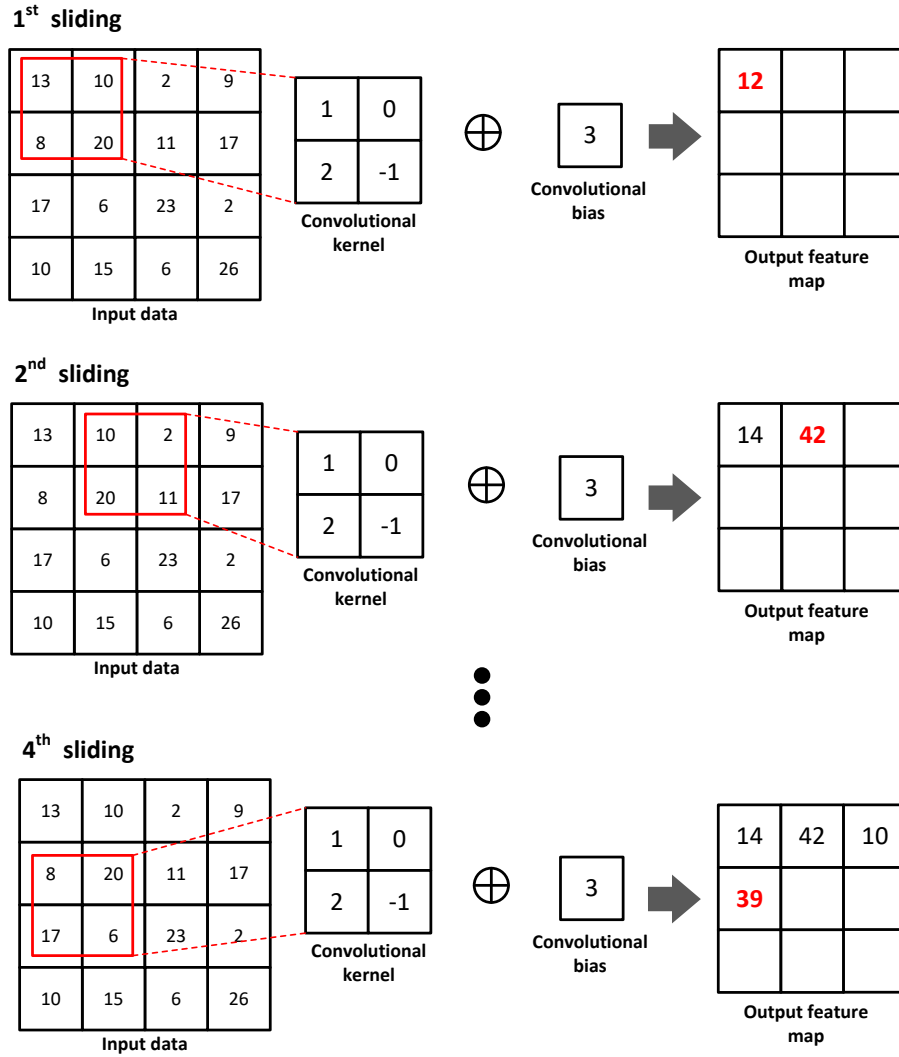 1st sliding
13 10 2 9
1 0
12
8 20 11 17
3
2 -1
Convolutional bias
17 6 23 2
Convolutional kernel
10 15 6 26
Output feature map
Input data
2nd sliding
13 10 2 9
14 42
1 0
8 20 11 17
3
2 -1
Convolutional bias
17 6 23 2
Convolutional kernel
10 15 6 26
Output feature map
Input data
4th sliding
13 10 2 9
1 0
14 42 10
8 20 11 17
3
39
2 -1
17 6 23 2
Convolutional kernel
Convolutional bias
10 15 6 26
Output feature map
Input data